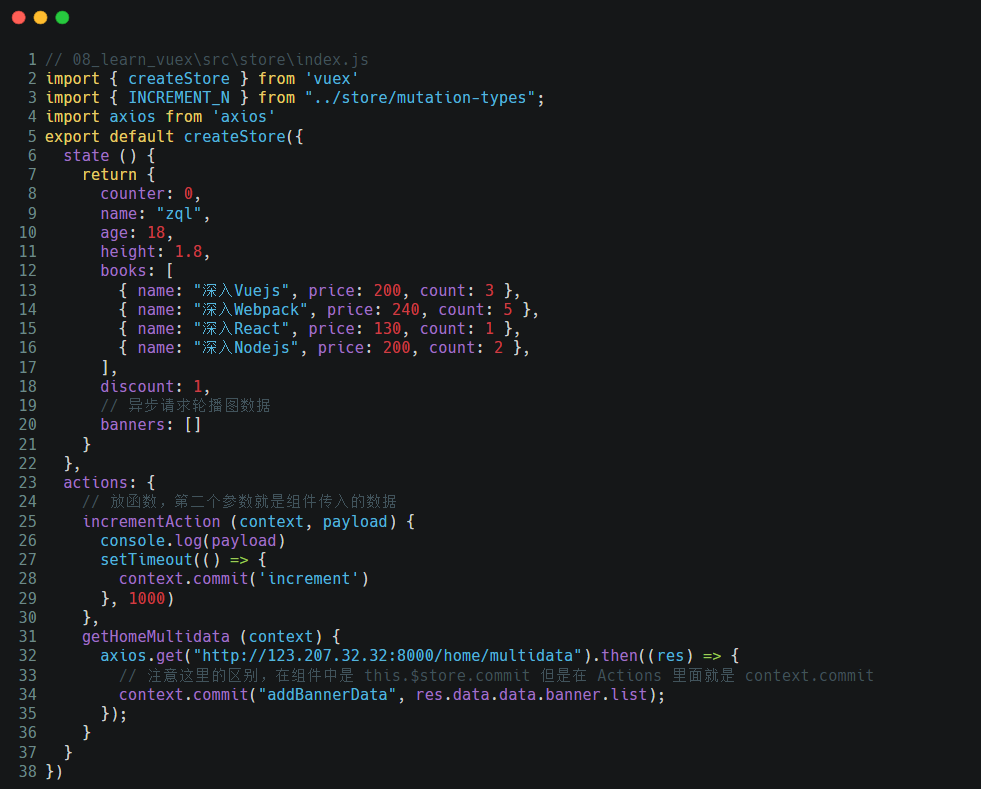 1 // 08_learn_vuex\src\store\index.js
2 import { createStore } from 'vuex'
3 import { INCREMENT_N } from "../store/mutation-types";
4 import axios from 'axios'
5 export default createStore({
6   state () {
7     return {
8       counter: 0,
9       name: "zql",
10       age: 18,
11       height: 1.8,
12       books: [
13         { name: "深入Vuejs", price: 200, count: 3 },
14         { name: "深入Webpack", price: 240, count: 5 },
15         { name: "深入React", price: 130, count: 1 },
16         { name: "深入Nodejs", price: 200, count: 2 },
17       ],
18       discount: 1,
19       // 异步请求轮播图数据
20       banners: []
21     }
22   },
23   actions: {
24     // 放函数，第二个参数就是组件传入的数据
25     incrementAction (context, payload) {
26       console.log(payload)
27       setTimeout(() => {
28         context.commit('increment')
29       }, 1000)
30     },
31     getHomeMultidata (context) {
32       axios.get("http://123.207.32.32:8000/home/multidata").then((res) => {
33         // 注意这里的区别，在组件中是 this.$store.commit 但是在 Actions 里面就是 context.commit
34         context.commit("addBannerData", res.data.data.banner.list);
35       });
36     }
37   }
38 })